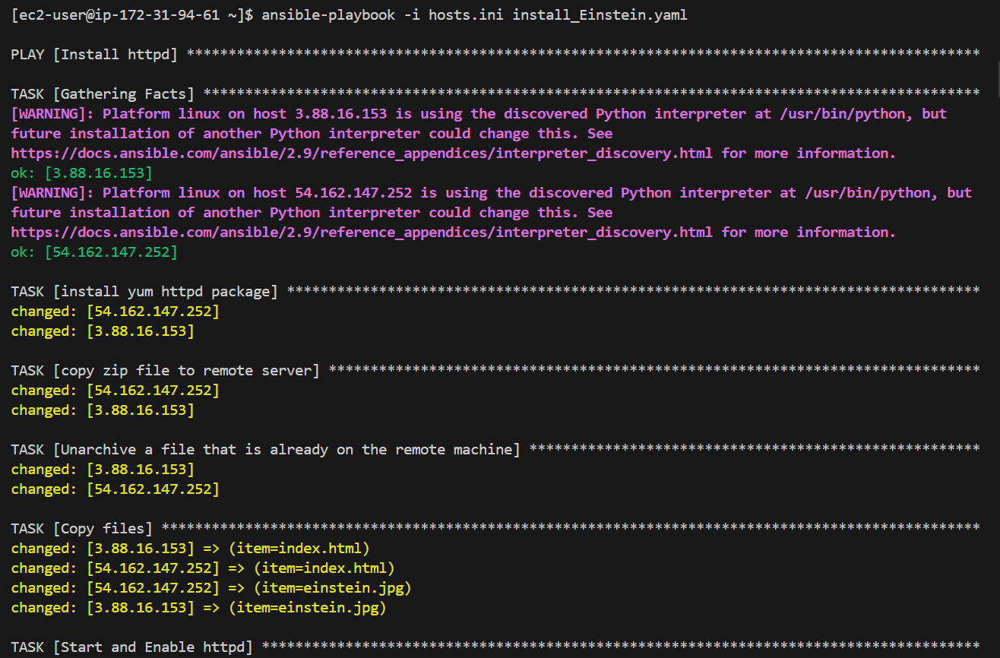 [ec2-user@ip-172-31-94-61 ~]$ ansible-playbook -i hosts.ini install_Einstein.yaml
PLAY [Install httpd] ***********************************************************************************************
TASK [Gathering Facts] *********************************************************************************************
[WARNING]: Platform linux on host 3.88.16.153 is using the discovered Python interpreter at /usr/bin/python, but
future installation of another Python interpreter could change this. See
https://docs.ansible.com/ansible/2.9/reference_appendices/interpreter_discovery.html for more information.
ok: [3.88.16.153]
[WARNING]: Platform linux on host 54.162.147.252 is using the discovered Python interpreter at /usr/bin/python, but
future installation of another Python interpreter could change this. See
https://docs.ansible.com/ansible/2.9/reference_appendices/interpreter_discovery.html for more information.
ok: [54.162.147.252]
TASK [install yum httpd package] ***********************************************************************************
changed: [54.162.147.252]
changed: [3.88.16.153]
TASK [copy zip file to remote server] ******************************************************************************
changed: [54.162.147.252]
changed: [3.88.16.153]
TASK [Unarchive a file that is already on the remote machine] ******************************************************
changed: [3.88.16.153]
changed: [54.162.147.252]
TASK [Copy files] **************************************************************************************************
changed: [3.88.16.153] => (item=index.html)
changed: [54.162.147.252] => (item=index.html)
changed: [54.162.147.252] => (item=einstein.jpg)
changed: [3.88.16.153] => (item=einstein.jpg)
TASK [Start and Enable httpd] **************************************************************************************